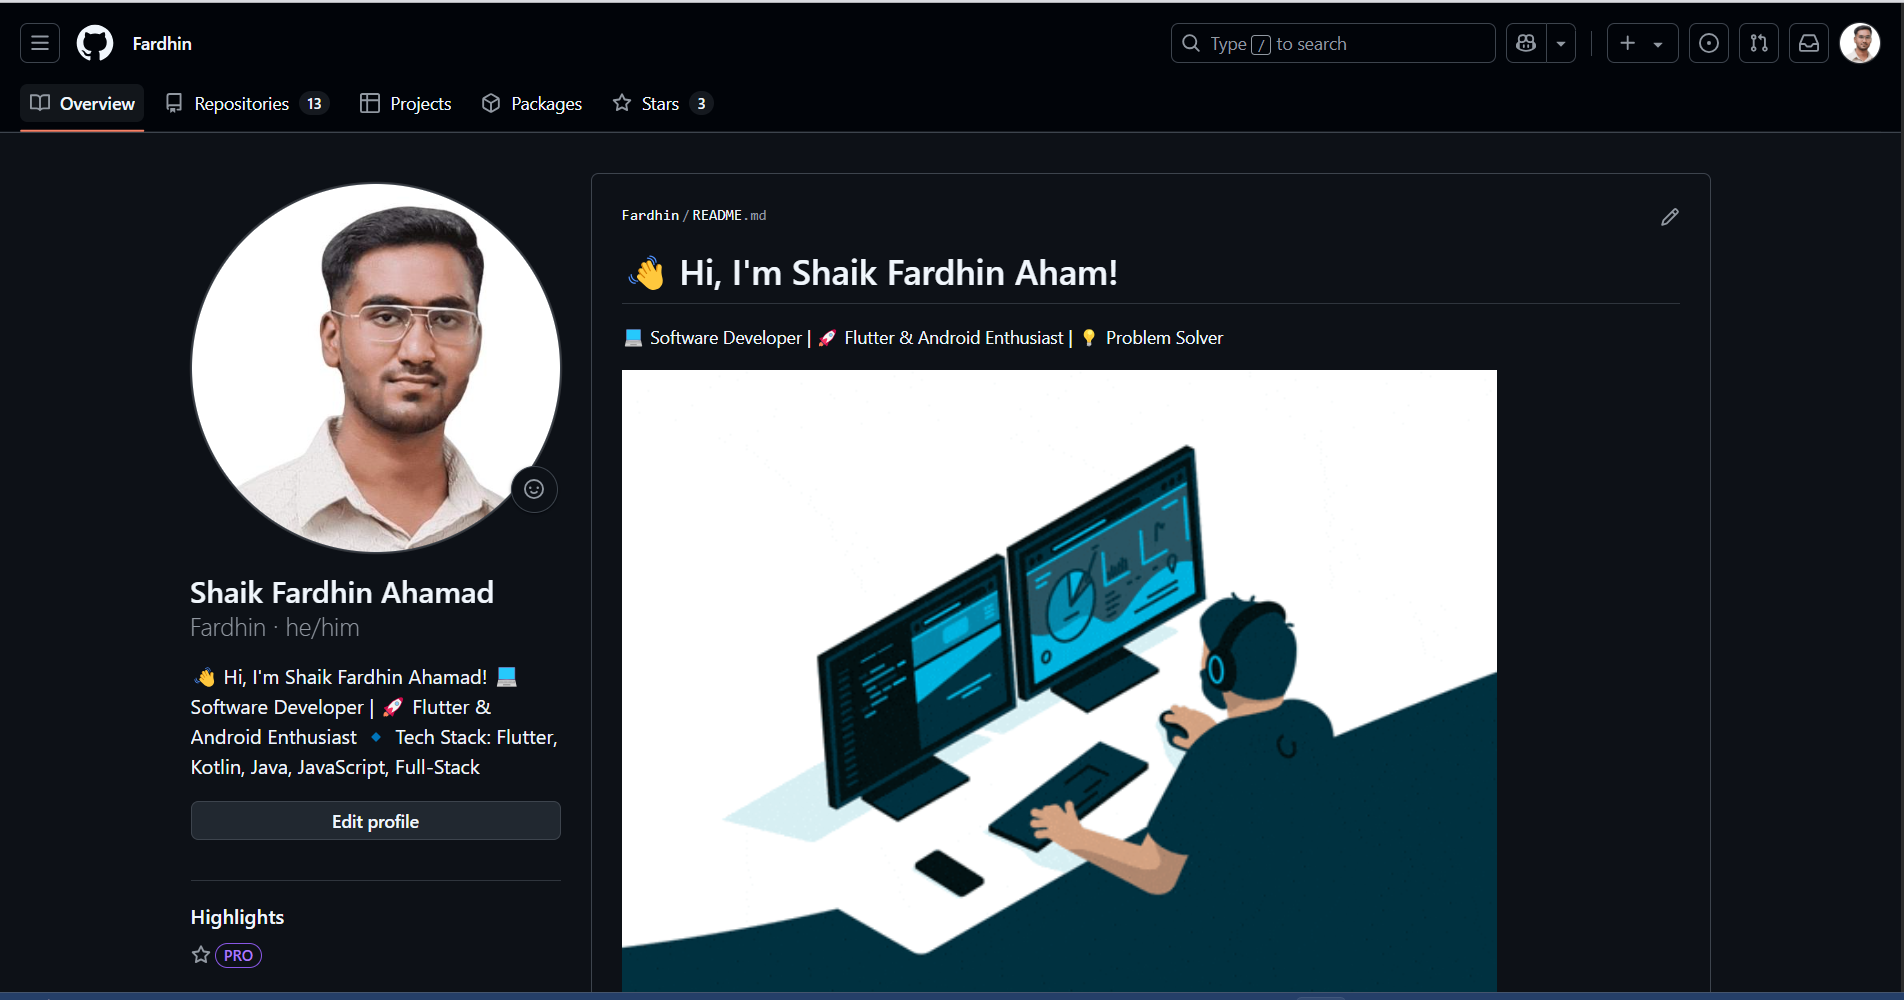 Fardhin
Type / to search
Overview
Repositories 13
Projects
Packages
Stars 3
Fardhin/README.md
👋 Hi, I'm Shaik Fardhin Aham!
💻 Software Developer | 🚀 Flutter & Android Enthusiast | 💡 Problem Solver
Shaik Fardhin Ahamad
Fardhin · he/him
👋 Hi, I'm Shaik Fardhin Ahamad! 💻
Software Developer | 🚀 Flutter &
Android Enthusiast 🔹 Tech Stack: Flutter,
Kotlin, Java, JavaScript, Full-Stack
Edit profile
Highlights
PRO